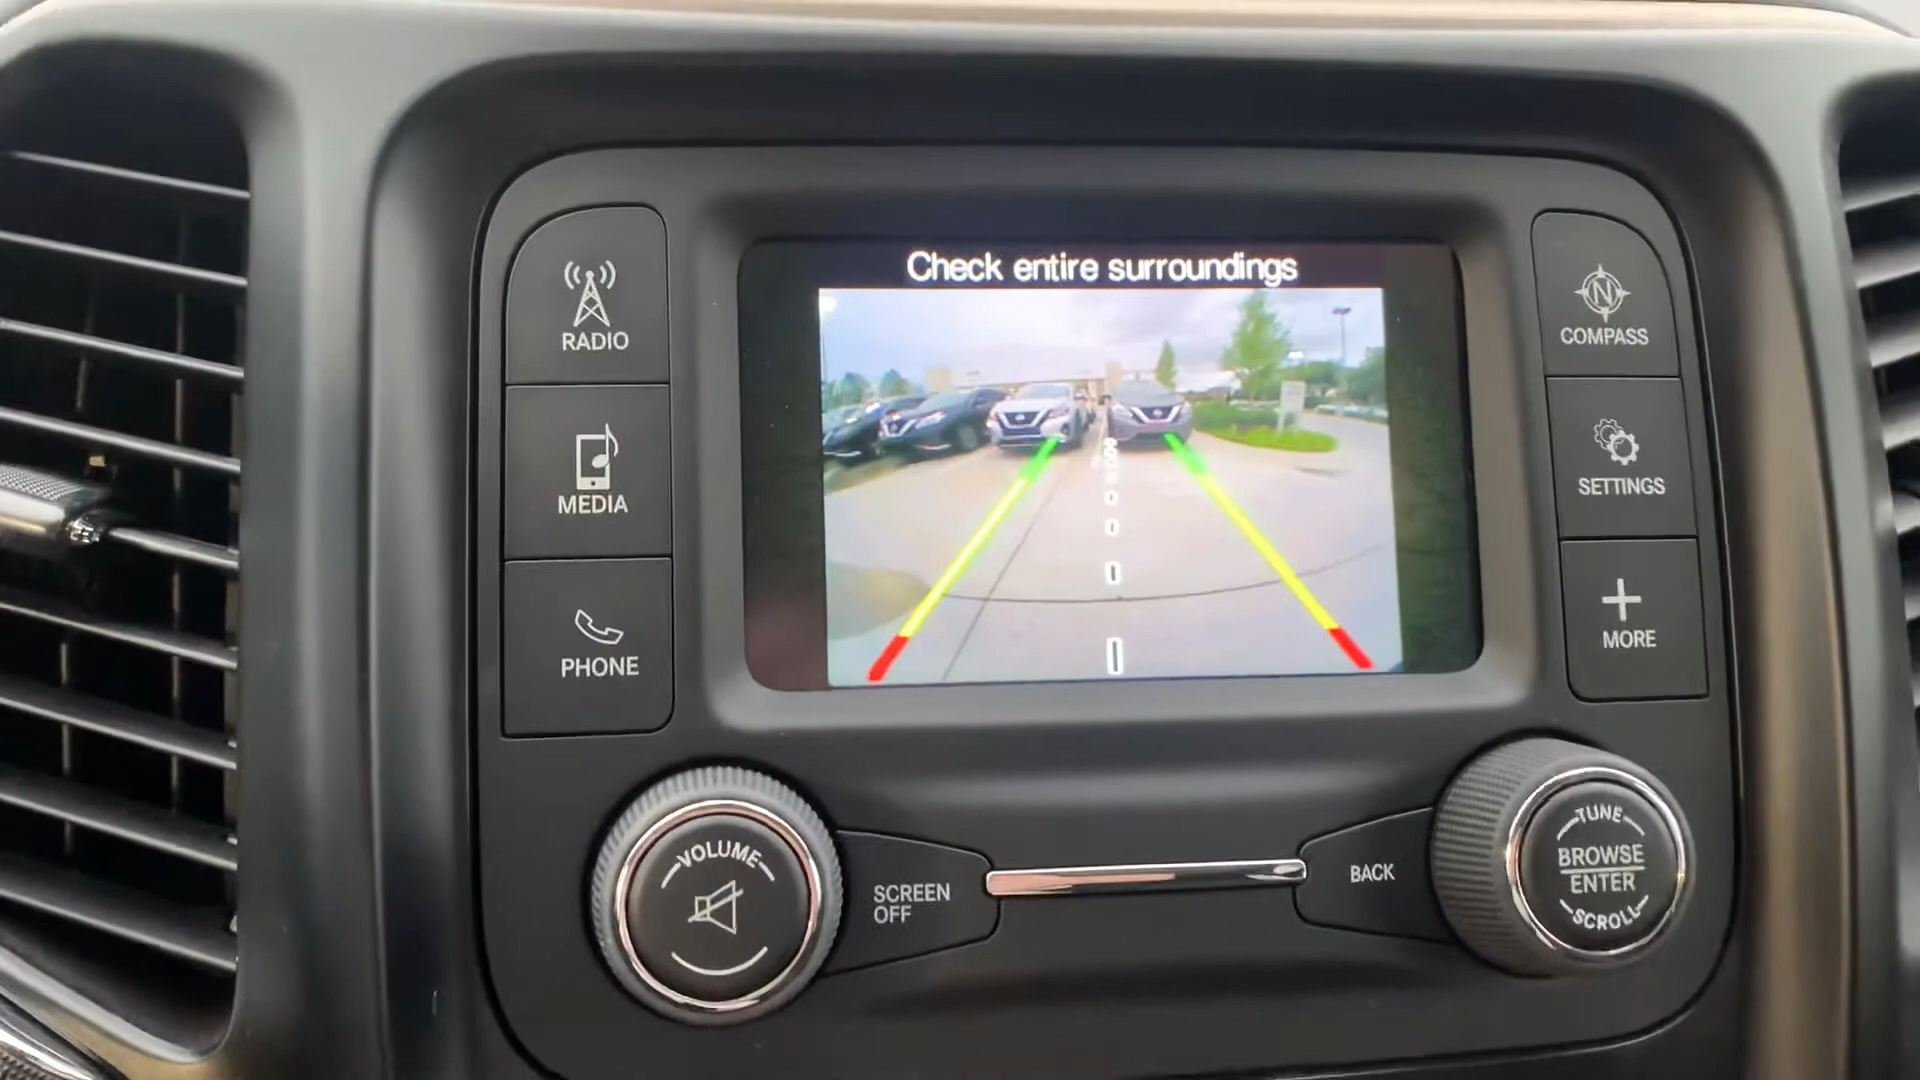 Check entire surroundings
RADIO
MEDIA
PHONE
N
COMPASS
SETTINGS
MORE
VOLUME
SCREEN
OFF
BACK
TUNE
BROWSE
ENTER
SCROLL